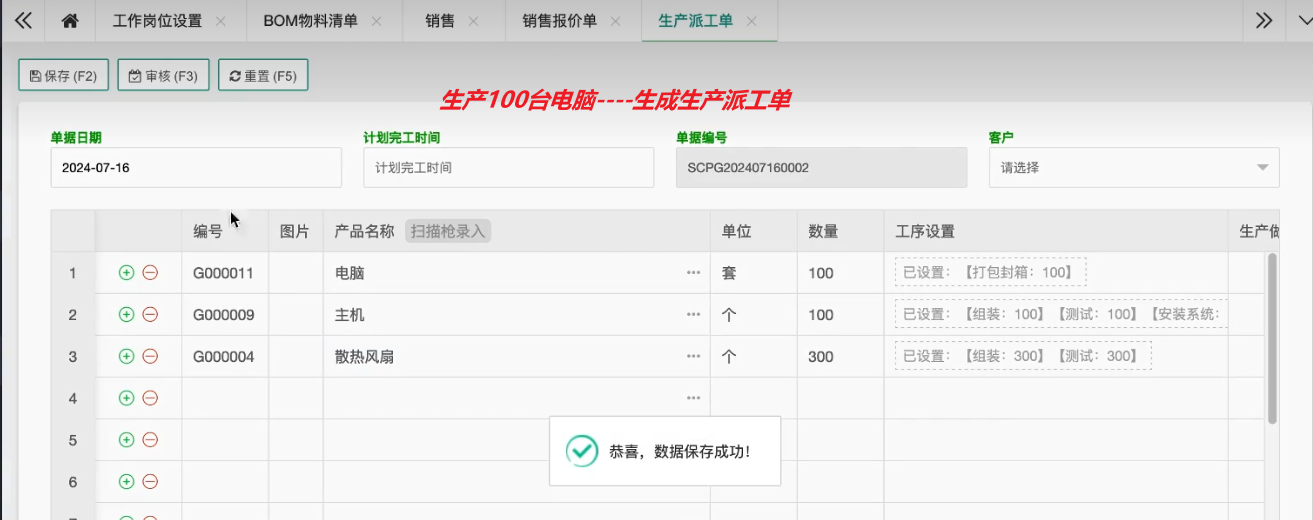 工作岗位设置 BOM物料清单 销售 销售报价单 生产派工单
保存 (F2) 审核 (F3) 重置 (F5)
生产100台电脑----生成生产派工单
单据日期 计划完工时间 单据编号 客户
2024-07-16 计划完工时间 SCPG202407160002 请选择
编号 图片 产品名称 扫描枪录入 单位 数量 工序设置 生产做
1 G000011 电脑 ... 套 100 已设置：【打包封箱：100】
2 G000009 主机 ... 个 100 已设置：【组装：100】【测试：100】【安装系统：
3 G000004 散热风扇 ... 个 300 已设置：【组装：300】【测试：300】
4 ...
5
恭喜，数据保存成功！
6